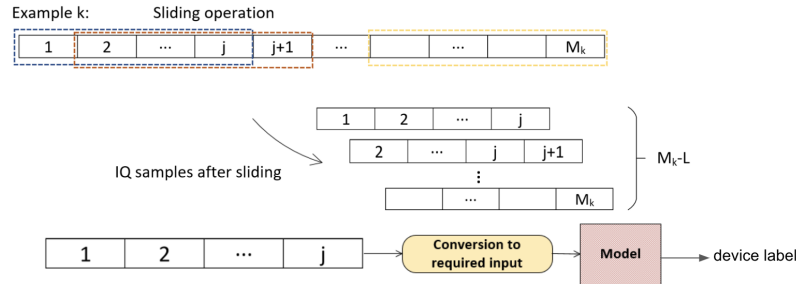 Example k: Sliding operation
1 2 ... j j+1 ... ... Mk
1 2 ... j
2 ... j j+1
IQ samples after sliding
Mk-L
⋮
... Mk
1 2 ... j
Conversion to
required input
Model
device label